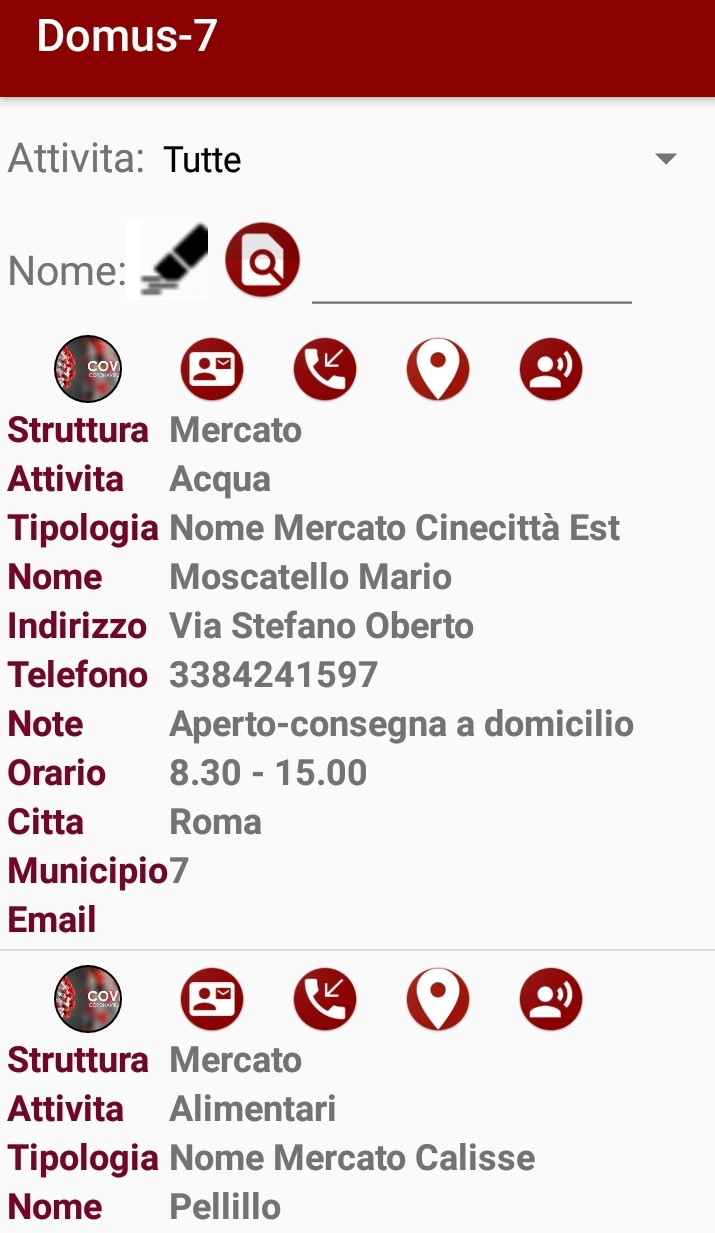 Domus-7
Attivita: Tutte
Nome:
COV
CORONAVIRU
Struttura Mercato
Attivita Acqua
Tipologia Nome Mercato Cinecittà Est
Nome Moscatello Mario
Indirizzo Via Stefano Oberto
Telefono 3384241597
Note Aperto-consegna a domicilio
Orario 8.30 - 15.00
Citta Roma
Municipio 7
Email
COV
CORONAVIRU
Struttura Mercato
Attivita Alimentari
Tipologia Nome Mercato Calisse
Nome Pellillo